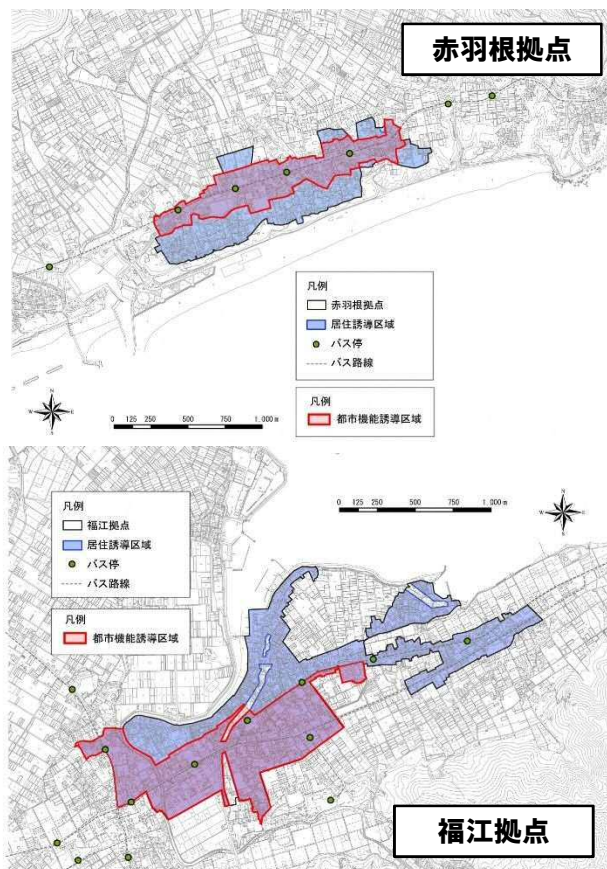 赤羽根拠点
凡例
赤羽根拠点
居住誘導区域
バス停
バス路線
凡例
都市機能誘導区域
N
W E
S
0 125 250 500 750 1,000 m
凡例
福江拠点
居住誘導区域
バス停
バス路線
凡例
都市機能誘導区域
0 125 250 500 750 1,000 m
N
W E
S
福江拠点